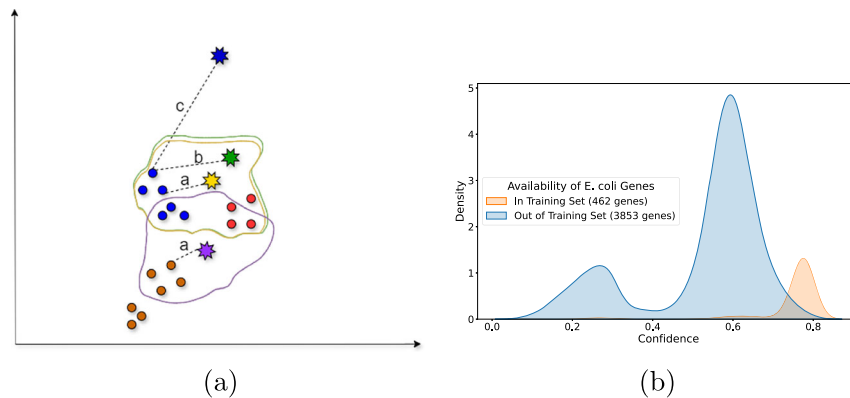 c
b
a
a
(a)
5
4
3
2
1
0
Density
Availability of E. coli Genes
In Training Set (462 genes)
Out of Training Set (3853 genes)
0.0 0.2 0.4 0.6 0.8
Confidence
(b)